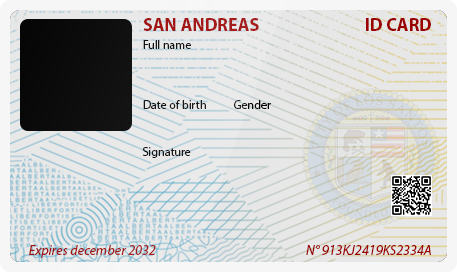 SAN ANDREAS ID CARD
Full name
Date of birth Gender
Signature
Expires december 2032 N° 913KJ2419KS2334A